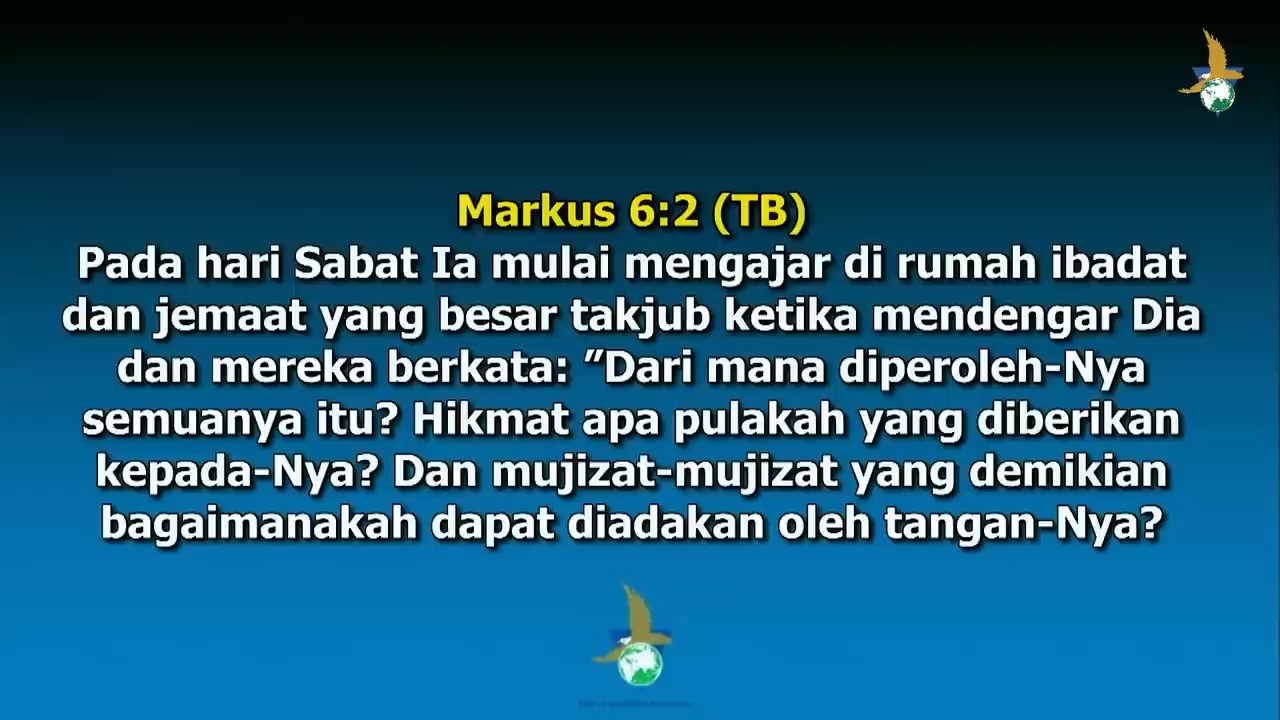 Markus 6:2 (TB)
Pada hari Sabat Ia mulai mengajar di rumah ibadat
dan jemaat yang besar takjub ketika mendengar Dia
dan mereka berkata: ”Dari mana diperoleh-Nya
semuanya itu? Hikmat apa pulakah yang diberikan
kepada-Nya? Dan mujizat-mujizat yang demikian
bagaimanakah dapat diadakan oleh tangan-Nya?